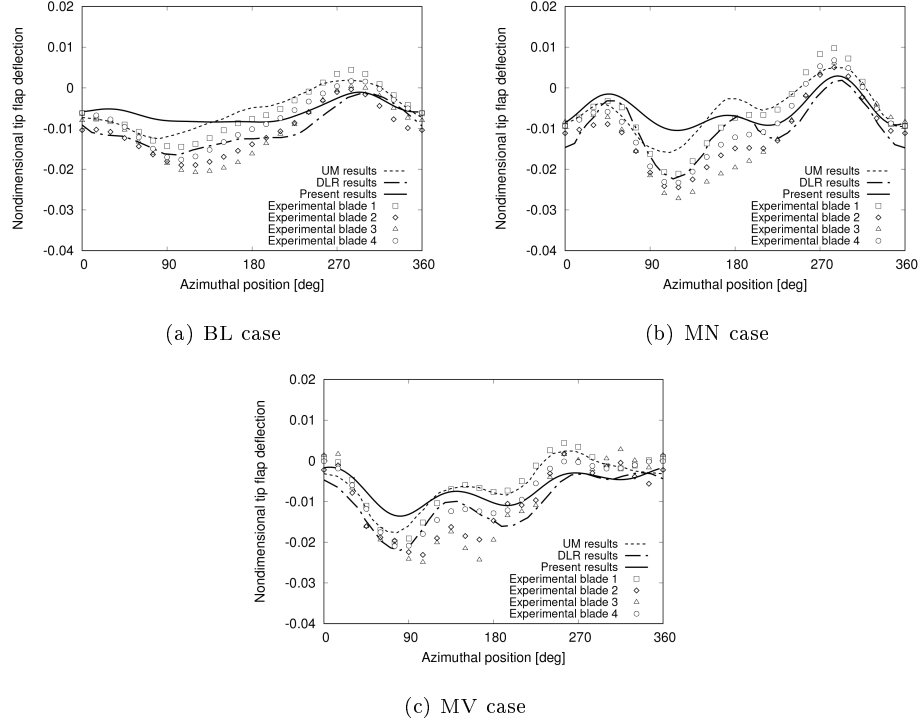 Nondimensional tip flap deflection
0.02
0.01
0
-0.01
-0.02
-0.03
-0.04
UM results
DLR results
Present results
Experimental blade 1
Experimental blade 2
Experimental blade 3
Experimental blade 4
0 90 180 270 360
Azimuthal position [deg]
(a) BL case
Nondimensional tip flap deflection
0.02
0.01
0
-0.01
-0.02
-0.03
-0.04
UM results
DLR results
Present results
Experimental blade 1
Experimental blade 2
Experimental blade 3
Experimental blade 4
0 90 180 270 360
Azimuthal position [deg]
(b) MN case
Nondimensional tip flap deflection
0.02
0.01
0
-0.01
-0.02
-0.03
-0.04
UM results
DLR results
Present results
Experimental blade 1
Experimental blade 2
Experimental blade 3
Experimental blade 4
0 90 180 270 360
Azimuthal position [deg]
(c) MV case